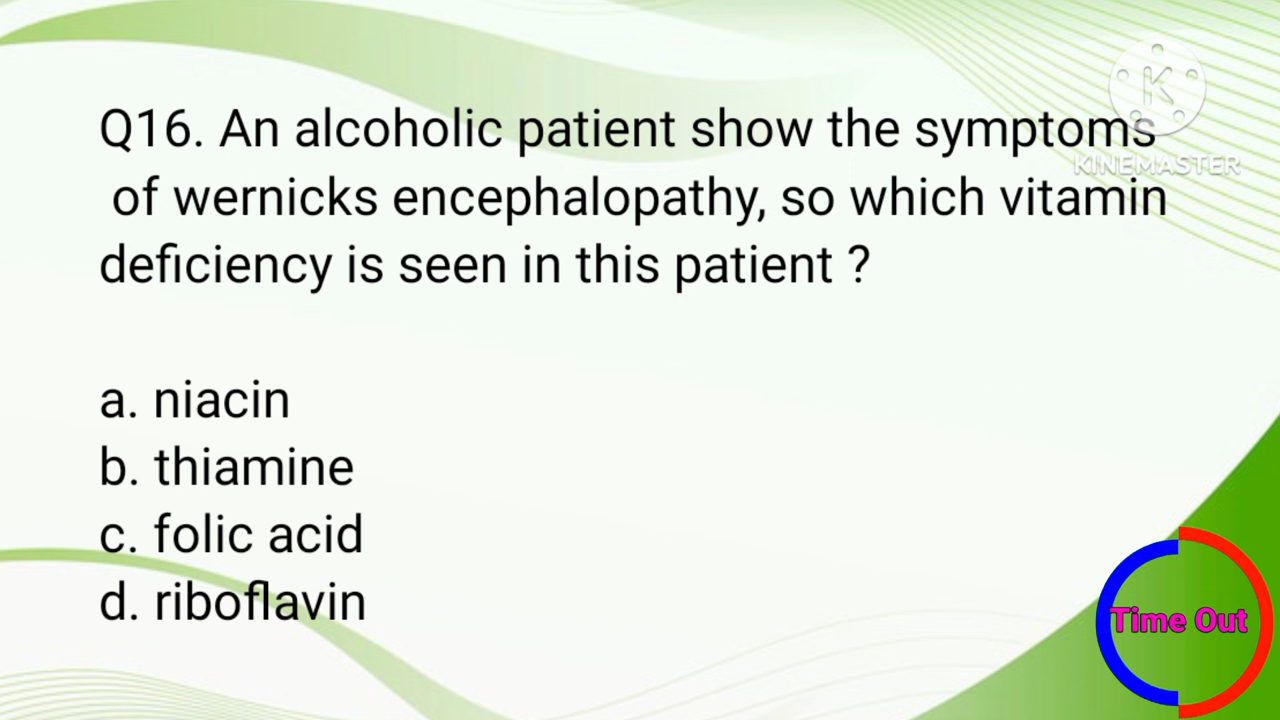 Q16. An alcoholic patient show the symptoms
of wernicks encephalopathy, so which vitamin
deficiency is seen in this patient ?
a. niacin
b. thiamine
c. folic acid
d. riboflavin
K
KINEMASTER
Time Out